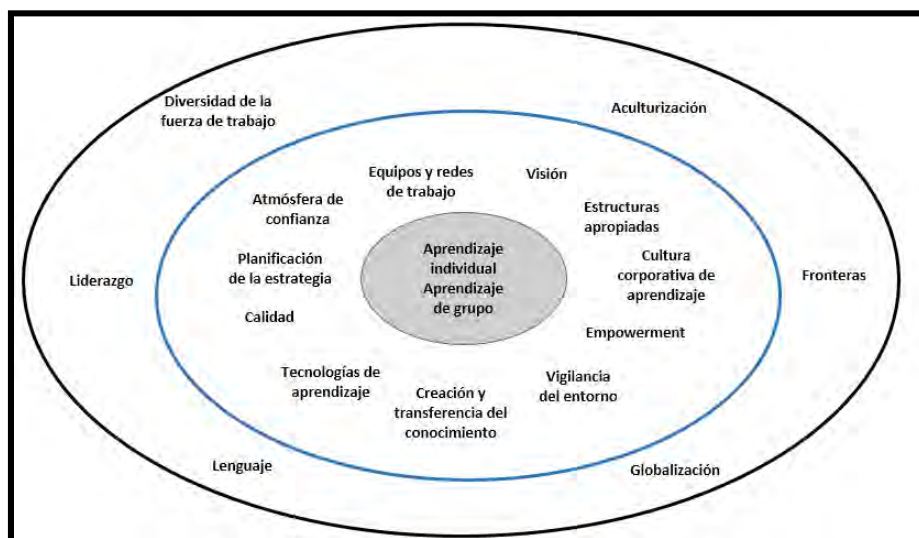 Diversidad de la
fuerza de trabajo
Aculturización
Equipos y redes
de trabajo
Visión
Atmósfera de
confianza
Estructuras
apropiadas
Aprendizaje
individual
Aprendizaje
de grupo
Planificación
de la estrategia
Cultura
corporativa de
aprendizaje
Liderazgo
Fronteras
Calidad
Empowerment
Tecnologías de
aprendizaje
Creación y
transferencia del
conocimiento
Vigilancia
del entorno
Lenguaje
Globalización